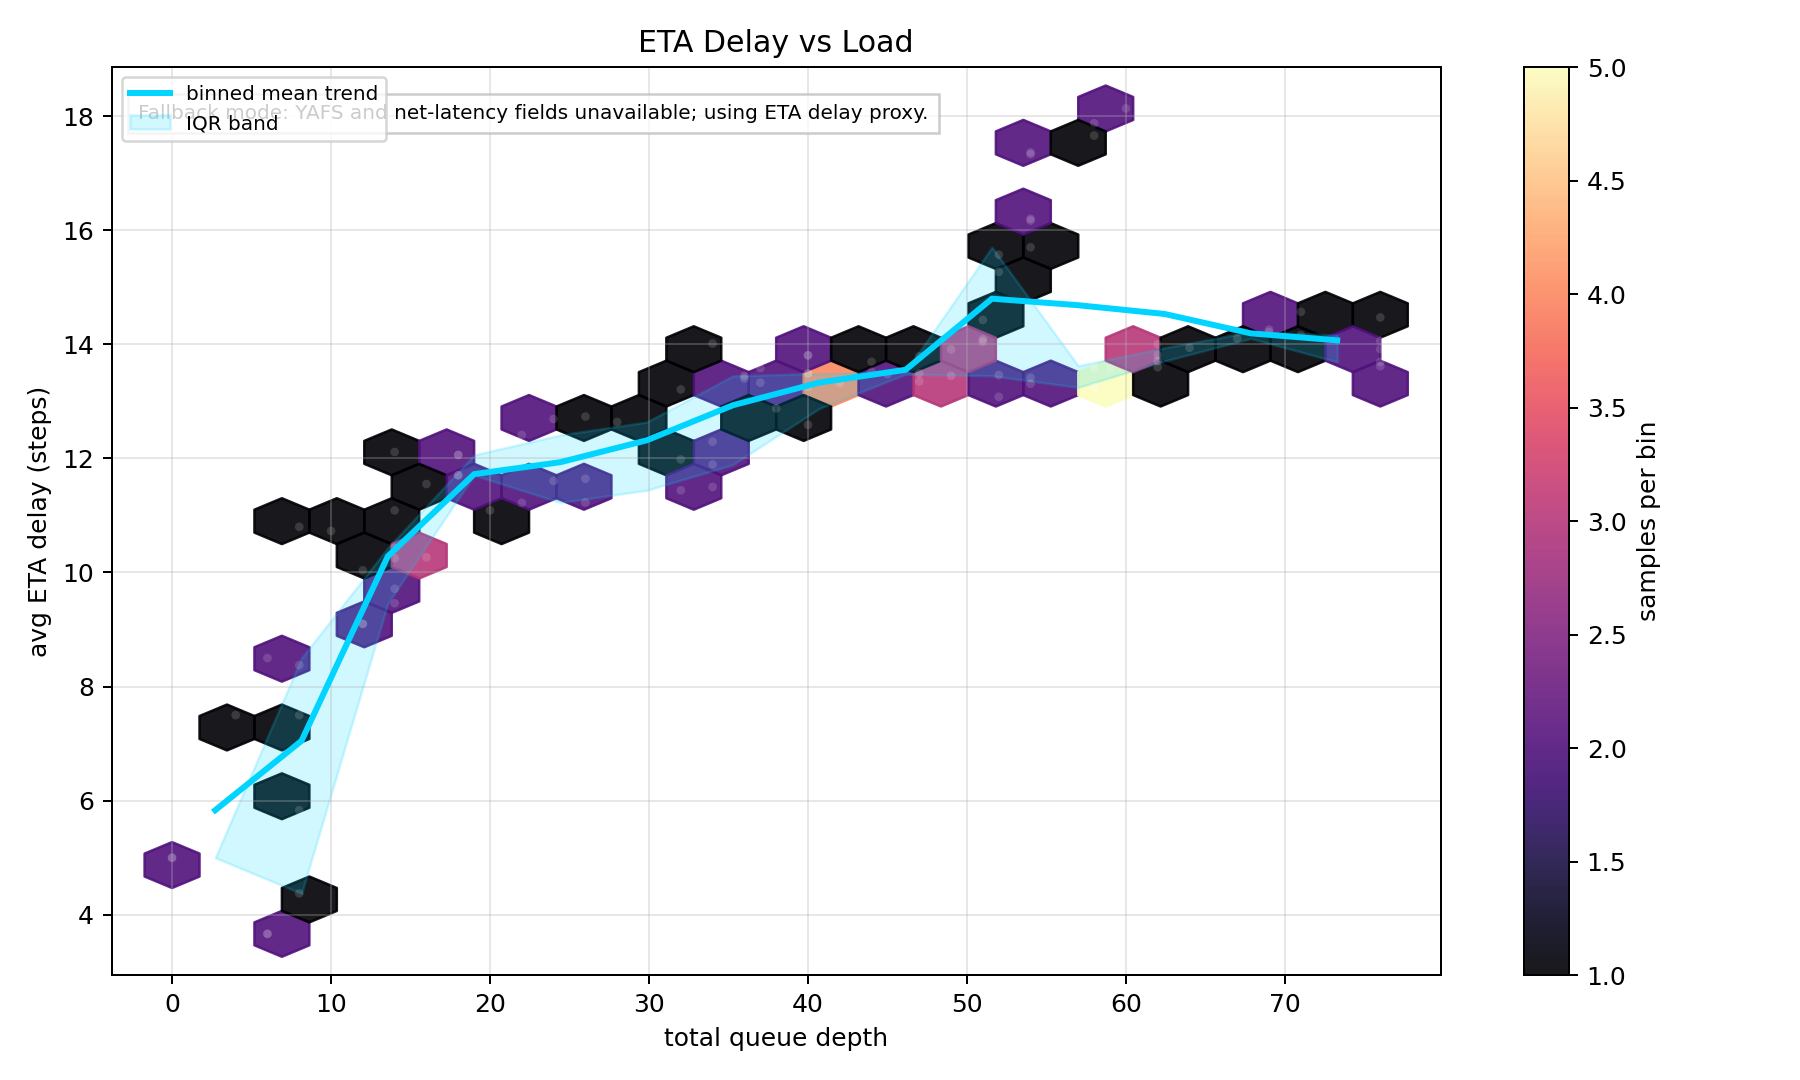 ETA Delay vs Load
binned mean trend
Fallback mode: YAFS and net-latency fields unavailable; using ETA delay proxy.
IQR band
18
16
14
12
10
8
6
4
avg ETA delay (steps)
0 10 20 30 40 50 60 70
total queue depth
5.0
4.5
4.0
3.5
3.0
2.5
2.0
1.5
1.0
samples per bin